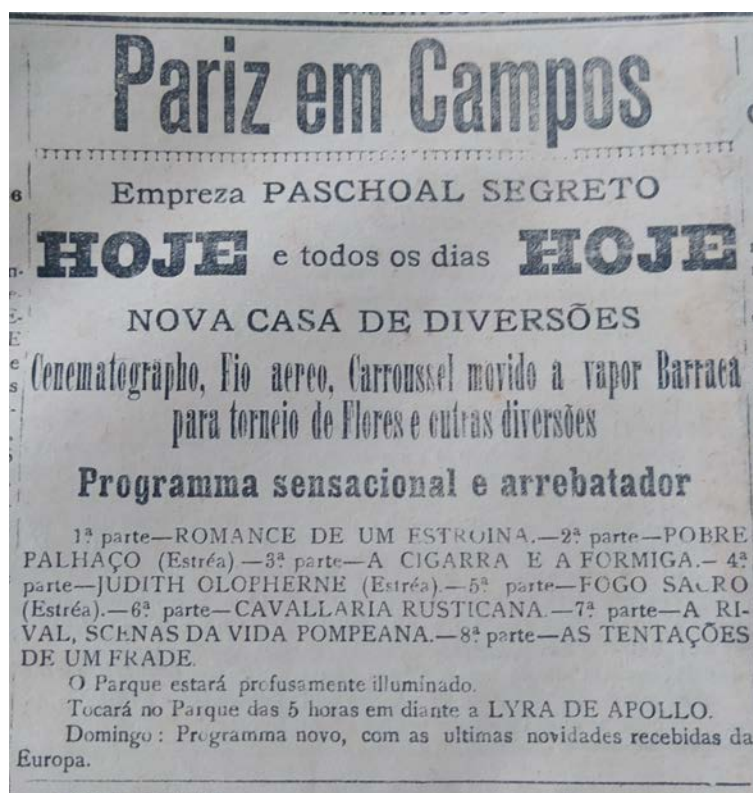 Pariz em Campos
Empreza PASCHOAL SEGRETO
HOJE e todos os dias HOJE
NOVA CASA DE DIVERSÕES
Cenematographo, Fio aereo, Carroussel movido a vapor Barraca
para torneio de Flores e outras diversões
Programma sensacional e arrebatador
1ª parte—ROMANCE DE UM ESTROINA.—2ª parte—POBRE
PALHAÇO (Estréa)—3ª parte—A CIGARRA E A FORMIGA.—4ª
parte—JUDITH OLOPHERNE (Estréa).—5ª parte—FOGO SACRO
(Estréa).—6ª parte—CAVALLARIA RUSTICANA.—7ª parte—A RI-
VAL, SCENAS DA VIDA POMPEANA.—8ª parte—AS TENTAÇÕES
DE UM FRADE.
O Parque estará profusamente illuminado.
Tocará no Parque das 5 horas em diante a LYRA DE APOLLO.
Domingo: Programma novo, com as ultimas novidades recebidas da
Europa.